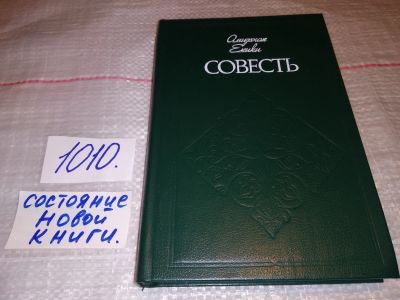 Амирхан
Еники
СОВЕСТЬ
1010.
СОСТОЯНИЕ
НОВОЙ
КНИГИ.